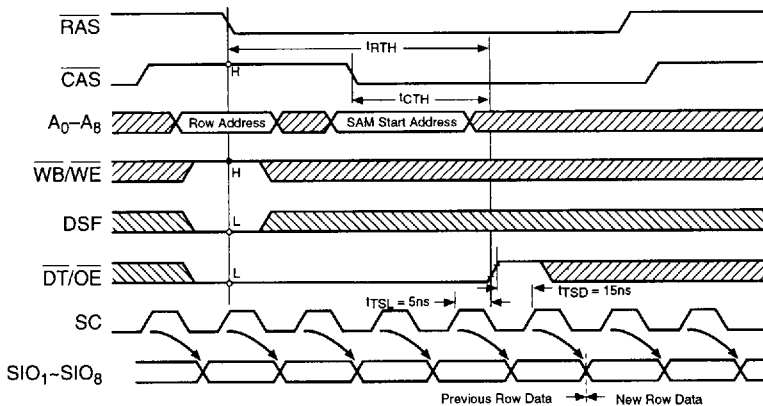 RAS
tRTH
CAS
H
tCTH
A0–A8
Row Address
SAM Start Address
WB/WE
H
DSF
L
DT/OE
L
tTSL = 5ns
tTSD = 15ns
SC
SIO1~SIO8
Previous Row Data
New Row Data